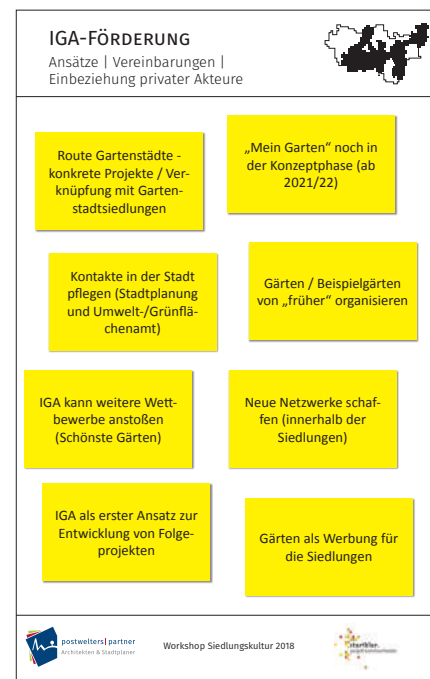 IGA-FÖRDERUNG
Ansätze | Vereinbarungen |
Einbeziehung privater Akteure
Route Gartenstädte -
konkrete Projekte / Ver-
knüpfung mit Garten-
stadtsiedlungen
„Mein Garten" noch in
der Konzeptphase (ab
2021/22)
Kontakte in der Stadt
pflegen (Stadtplanung
und Umwelt-/Grünflä-
chenamt)
Gärten / Beispielgärten
von „früher" organisieren
IGA kann weitere Wett-
bewerbe anstoßen
(Schönste Gärten)
Neue Netzwerke schaf-
fen (innerhalb der
Siedlungen)
IGA als erster Ansatz zur
Entwicklung von Folge-
projekten
Gärten als Werbung für
die Siedlungen
postwelters| partner
Architekten & Stadtplaner
Workshop Siedlungskultur 2018
startklar